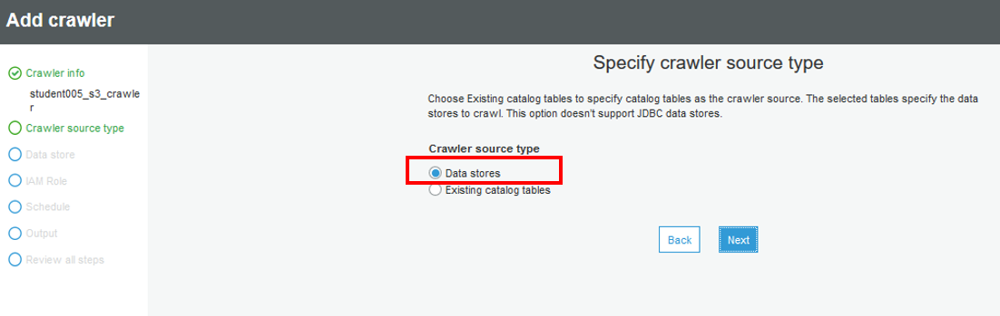 Add crawler
Crawler info
student005_s3_crawle
r
Crawler source type
Data store
IAM Role
Schedule
Output
Review all steps
Specify crawler source type
Choose Existing catalog tables to specify catalog tables as the crawler source. The selected tables specify the data
stores to crawl. This option doesn't support JDBC data stores.
Crawler source type
Data stores
Existing catalog tables
Back
Next